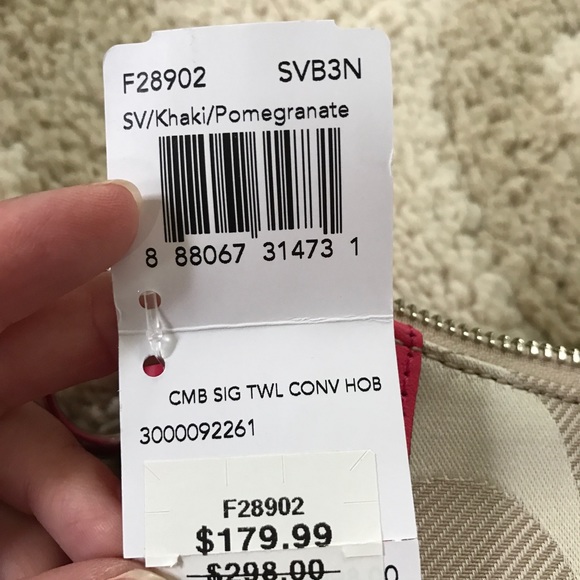 F28902 SVB3N
SV/Khaki/Pomegranate
8 88067 31473 1
CMB SIG TWL CONV HOB
3000092261
F28902
$179.99
$298.00 0